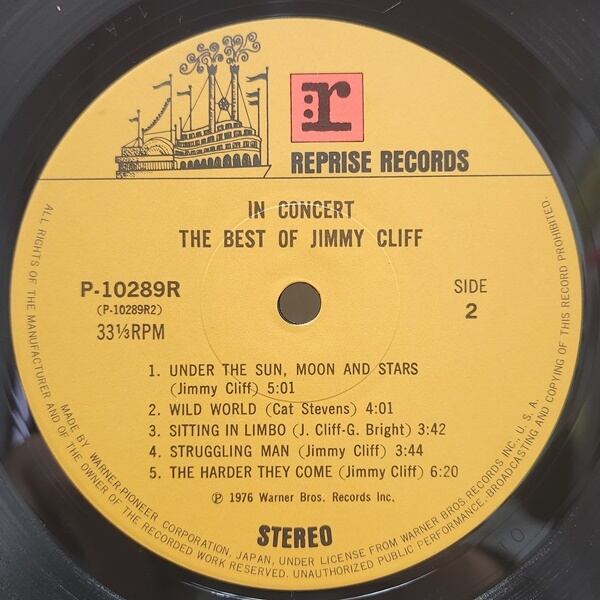 :r
REPRISE RECORDS
IN CONCERT
THE BEST OF JIMMY CLIFF
P-10289R
(P-10289R2)
33⅓RPM
SIDE
2
1. UNDER THE SUN, MOON AND STARS
(Jimmy Cliff) 5:01
2. WILD WORLD (Cat Stevens) 4:01
3. SITTING IN LIMBO (J. Cliff-G. Bright) 3:42
4. STRUGGLING MAN (Jimmy Cliff) 3:44
5. THE HARDER THEY COME (Jimmy Cliff) 6:20
℗ 1976 Warner Bros. Records Inc.
STEREO
MADE BY WARNER-PIONEER CORPORATION, JAPAN, UNDER LICENSE FROM WARNER BROS. RECORDS INC., U. S. A.
ALL RIGHTS OF THE MANUFACTURER AND OF THE OWNER OF THE RECORDED WORK RESERVED. UNAUTHORIZED PUBLIC PERFORMANCE, BROADCASTING AND COPYING OF THIS RECORD PROHIBITED.